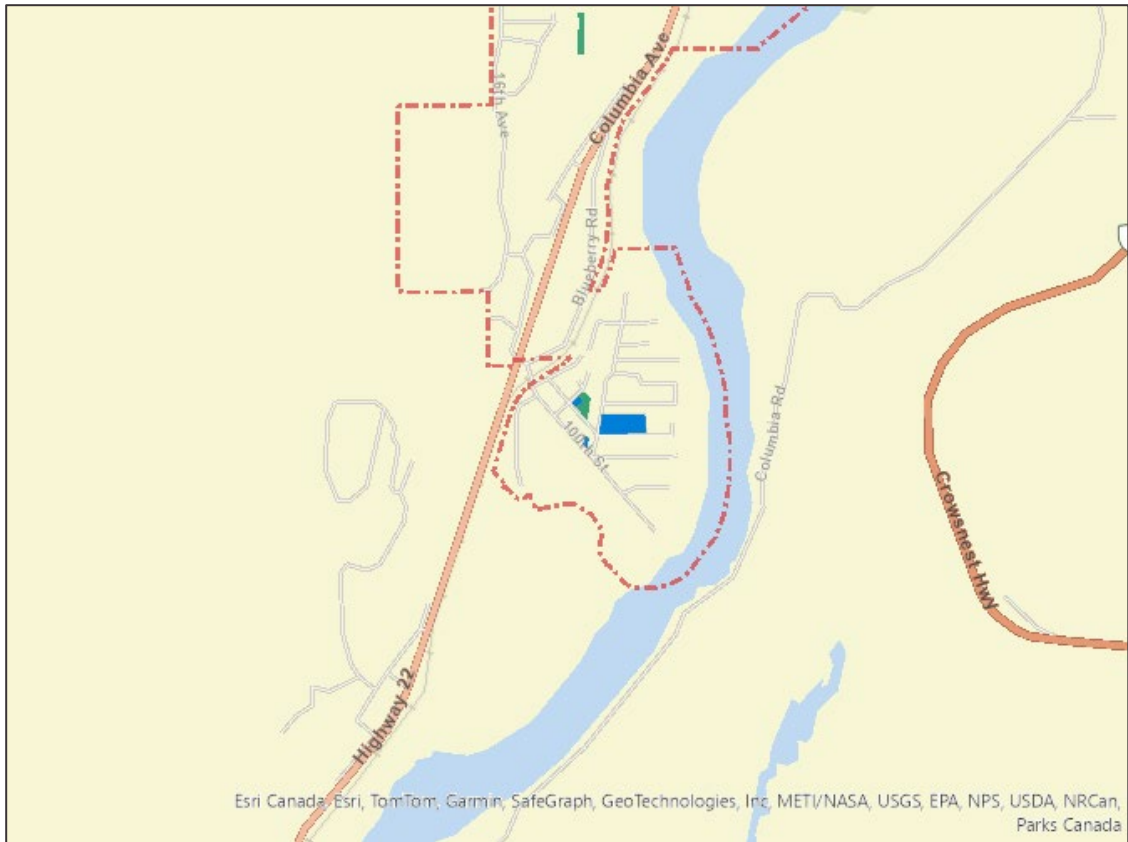 Columbia Ave
16th Ave
Blueberry Rd
100th St
Columbia Rd
Crowsnest Hwy
Highway 22
Esri Canada, Esri, TomTom, Garmin, SafeGraph, GeoTechnologies, Inc, METI/NASA, USGS, EPA, NPS, USDA, NRCan,
Parks Canada